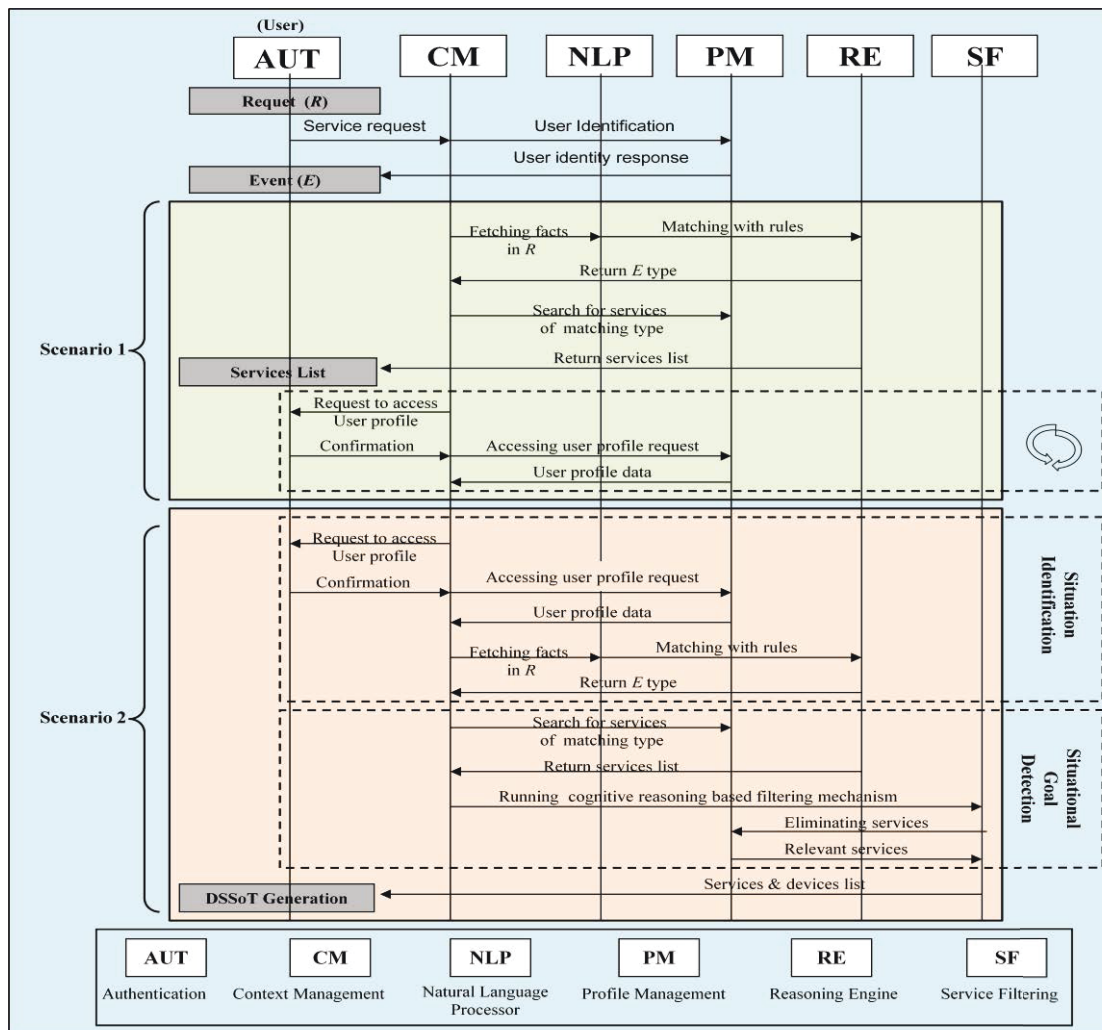 (User)
AUT CM NLP PM RE SF
Requet (R)
Service request User Identification
User identity response
Event (E)
Fetching facts Matching with rules
in R
Return E type
Search for services
of matching type
Scenario 1
Return services list
Services List
Request to access
User profile
Confirmation Accessing user profile request
User profile data
Request to access
User profile
Confirmation Accessing user profile request
User profile data
Fetching facts Matching with rules
in R
Return E type
Situation
Identification
Scenario 2
Search for services
of matching type
Return services list
Running cognitive reasoning based filtering mechanism
Eliminating services
Relevant services
Situational
Goal
Detection
Services & devices list
DSSoT Generation
AUT CM NLP PM RE SF
Authentication Context Management Natural Language Profile Management Reasoning Engine Service Filtering
Processor